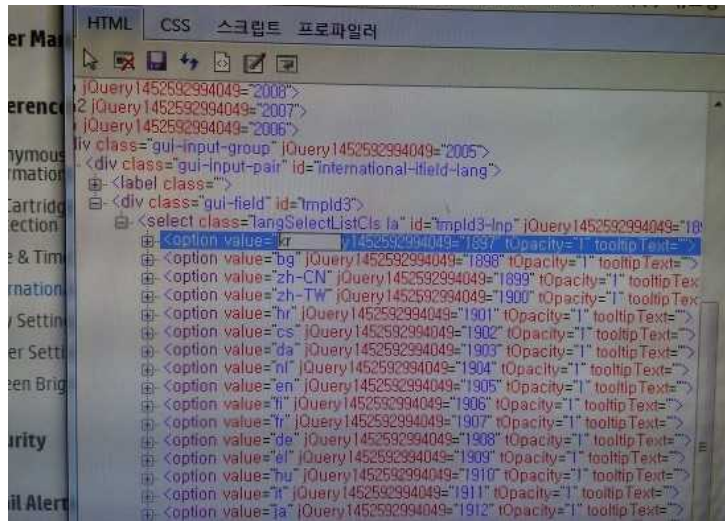 HTML CSS 스크립트 프로파일러
jQuery1452592994049="2008">
jQuery1452592994049="2007">
jQuery1452592994049="2006">
div class="gui-input-group" jQuery1452592994049="2005">
<div class="gui-input-pair" id="international-itield-lang">
<label class="">
<div class="gui-field" id="tmpId3">
<select class="langSelectListCls la" id="tmpId3-Inp" jQuery1452592994049="18
<option value="kr y1452592994049="1897" tOpacity="1" tooltipText="">
<option value="bg" jQuery1452592994049="1898" tOpacity="1" tooltipText="">
<option value="zh-CN" jQuery1452592994049="1899" tOpacity="1" tooltipTex
<option value="zh-TW" jQuery1452592994049="1900" tOpacity="1" tooltipTex
<option value="hr" jQuery1452592994049="1901" tOpacity="1" tooltipText="">
<option value="cs" jQuery1452592994049="1902" tOpacity="1" tooltipText="">
<option value="da" jQuery1452592994049="1903" tOpacity="1" tooltipText="">
<option value="nl" jQuery1452592994049="1904" tOpacity="1" tooltipText="">
<option value="en" jQuery1452592994049="1905" tOpacity="1" tooltipText="">
<option value="fi" jQuery1452592994049="1906" tOpacity="1" tooltipText="">
<option value="fr" jQuery1452592994049="1907" tOpacity="1" tooltipText="">
<option value="de" jQuery1452592994049="1908" tOpacity="1" tooltipText="">
<option value="el" jQuery1452592994049="1909" tOpacity="1" tooltipText="">
<option value="hu" jQuery1452592994049="1910" tOpacity="1" tooltipText="">
<option value="it" jQuery1452592994049="1911" tOpacity="1" tooltipText="">
<option value="ja" jQuery1452592994049="1912" tOpacity="1" tooltipText="">
er Ma
erenc
nymous
rmation
Cartridg
ection
e & Tim
rnation
y Settin
er Setti
een Brig
urity
il Alert